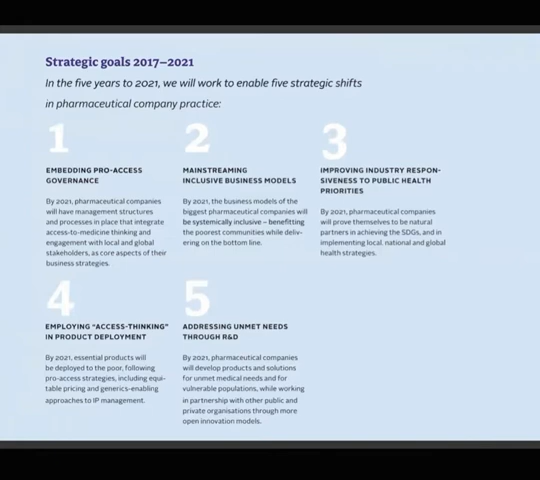 Strategic goals 2017–2021
In the five years to 2021, we will work to enable five strategic shifts
in pharmaceutical company practice:
1
EMBEDDING PRO-ACCESS
GOVERNANCE
By 2021, pharmaceutical companies
will have management structures
and processes in place that integrate
access-to-medicine thinking and
engagement with local and global
stakeholders, as core aspects of their
business strategies.
2
MAINSTREAMING
INCLUSIVE BUSINESS MODELS
By 2021, the business models of the
biggest pharmaceutical companies will
be systemically inclusive – benefitting
the poorest communities while deliv-
ering on the bottom line.
3
IMPROVING INDUSTRY RESPON-
SIVENESS TO PUBLIC HEALTH
PRIORITIES
By 2021, pharmaceutical companies
will prove themselves to be natural
partners in achieving the SDGs, and in
implementing local, national and global
health strategies.
4
EMPLOYING “ACCESS-THINKING”
IN PRODUCT DEPLOYMENT
By 2021, essential products will
be deployed to the poor, following
pro-access strategies, including equi-
table pricing and generics-enabling
approaches to IP management.
5
ADDRESSING UNMET NEEDS
THROUGH R&D
By 2021, pharmaceutical companies
will develop products and solutions
for unmet medical needs and for
vulnerable populations, while working
in partnership with other public and
private organisations through more
open innovation models.